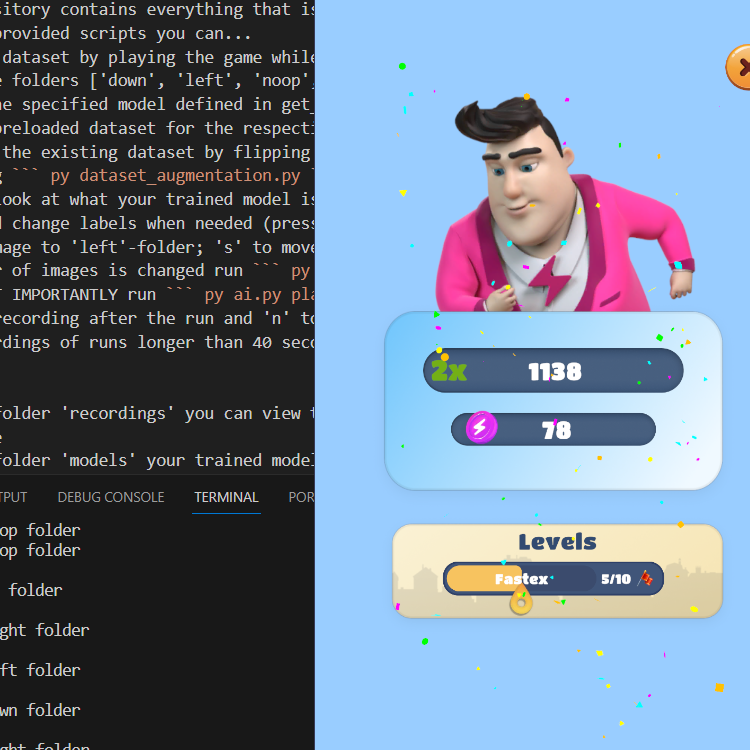 sitory contains everything that is
provided scripts you can...
dataset by playing the game while
e folders ['down', 'left', 'noop',
he specified model defined in get_
preloaded dataset for the respecti
the existing dataset by flipping
g ``` py dataset_augmentation.py
look at what your trained model is
d change labels when needed (press
mage to 'left'-folder; 's' to move
r of images is changed run ``` py
T IMPORTANTLY run ``` py ai.py pla
recording after the run and 'n' to
rdings of runs longer than 40 seco
folder 'recordings' you can view t
e
folder 'models' your trained model
TPUT DEBUG CONSOLE TERMINAL POR
op folder
op folder
folder
ght folder
ft folder
wn folder
ght folder
2x 1138
78
Levels
Fastex 5/10